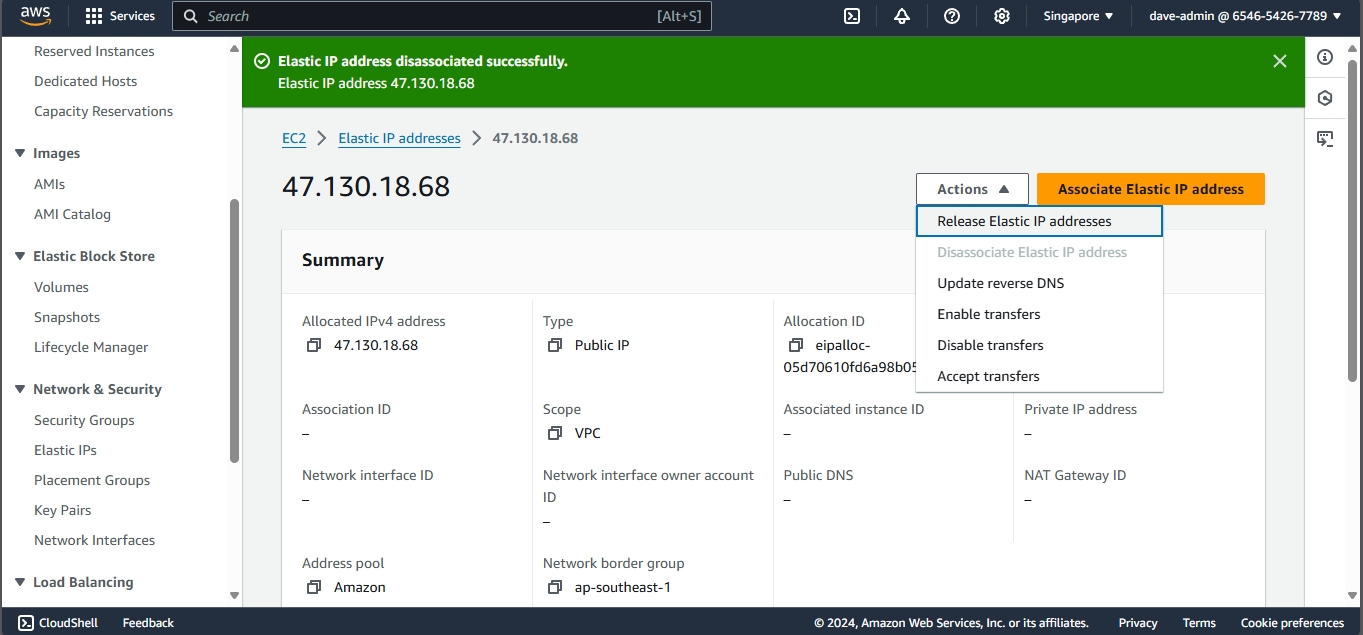 aws
Services
Search
[Alt+S]
Singapore
dave-admin @ 6546-5426-7789
Reserved Instances
Dedicated Hosts
Capacity Reservations
Images
AMIs
AMI Catalog
Elastic Block Store
Volumes
Snapshots
Lifecycle Manager
Network & Security
Security Groups
Elastic IPs
Placement Groups
Key Pairs
Network Interfaces
Load Balancing
Elastic IP address disassociated successfully.
Elastic IP address 47.130.18.68
EC2
Elastic IP addresses
47.130.18.68
47.130.18.68
Actions
Associate Elastic IP address
Release Elastic IP addresses
Disassociate Elastic IP address
Update reverse DNS
Enable transfers
Disable transfers
Accept transfers
Summary
Allocated IPv4 address
47.130.18.68
Type
Public IP
Allocation ID
eipalloc-
05d70610fd6a98b05
Association ID
–
Scope
VPC
Associated instance ID
–
Private IP address
–
Network interface ID
–
Network interface owner account
ID
–
Public DNS
–
NAT Gateway ID
–
Address pool
Amazon
Network border group
ap-southeast-1
CloudShell
Feedback
© 2024, Amazon Web Services, Inc. or its affiliates.
Privacy
Terms
Cookie preferences